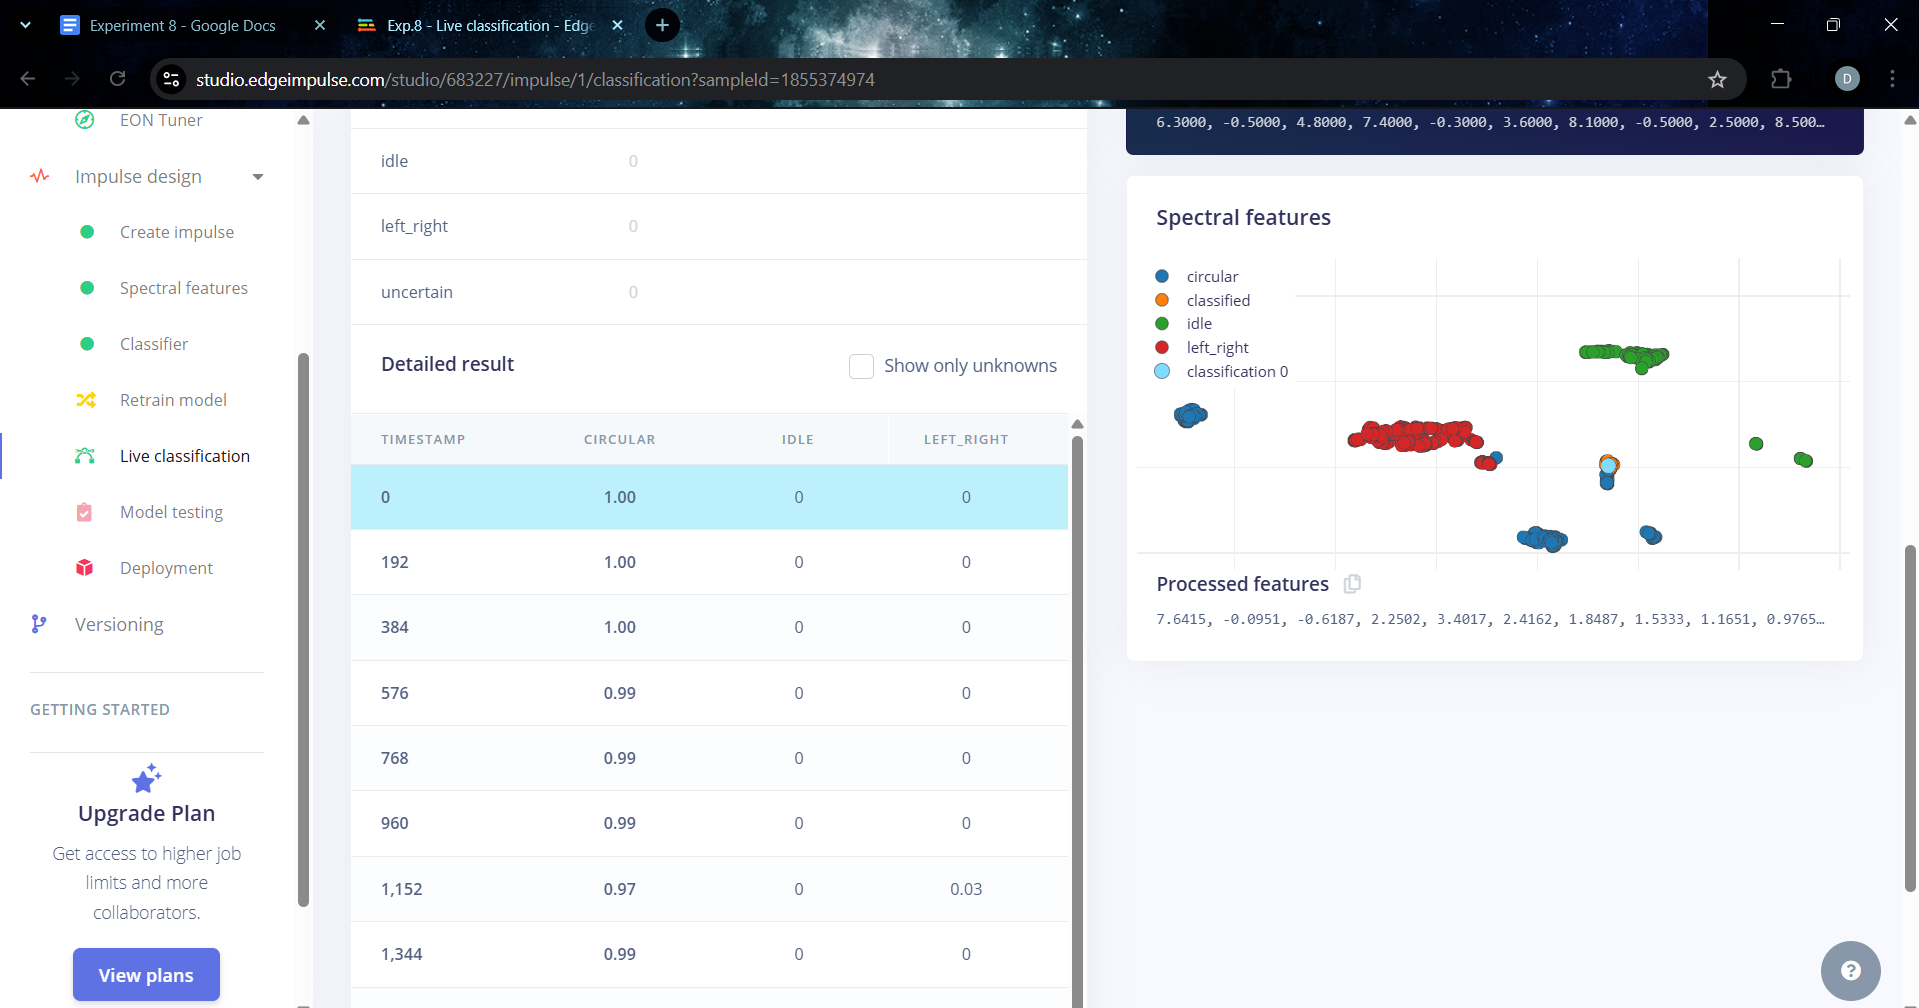 Experiment 8 - Google Docs
Exp.8 - Live classification - Edge
studio.edgeimpulse.com/studio/683227/impulse/1/classification?sampleId=1855374974
D
EON Tuner
Impulse design
Create impulse
Spectral features
Classifier
Retrain model
Live classification
Model testing
Deployment
Versioning
GETTING STARTED
Upgrade Plan
Get access to higher job
limits and more
collaborators.
View plans
idle 0
left_right 0
uncertain 0
Detailed result
Show only unknowns
TIMESTAMP CIRCULAR IDLE LEFT_RIGHT
0 1.00 0 0
192 1.00 0 0
384 1.00 0 0
576 0.99 0 0
768 0.99 0 0
960 0.99 0 0
1,152 0.97 0 0.03
1,344 0.99 0 0
6.3000, -0.5000, 4.8000, 7.4000, -0.3000, 3.6000, 8.1000, -0.5000, 2.5000, 8.500…
Spectral features
circular
classified
idle
left_right
classification 0
Processed features
7.6415, -0.0951, -0.6187, 2.2502, 3.4017, 2.4162, 1.8487, 1.5333, 1.1651, 0.9765…
?